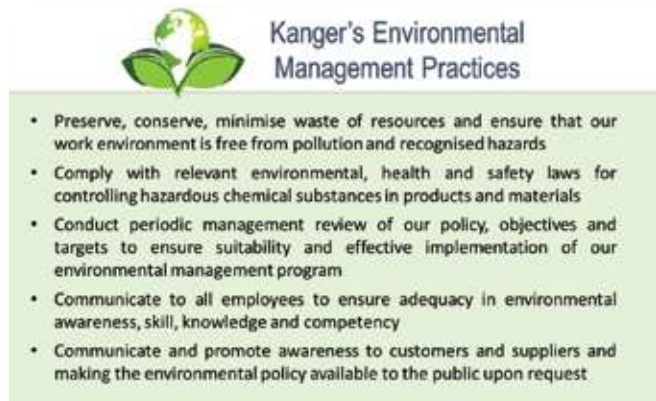 Kanger's Environmental
Management Practices
• Preserve, conserve, minimise waste of resources and ensure that our
work environment is free from pollution and recognised hazards
• Comply with relevant environmental, health and safety laws for
controlling hazardous chemical substances in products and materials
• Conduct periodic management review of our policy, objectives and
targets to ensure suitability and effective implementation of our
environmental management program
• Communicate to all employees to ensure adequacy in environmental
awareness, skill, knowledge and competency
• Communicate and promote awareness to customers and suppliers and
making the environmental policy available to the public upon request